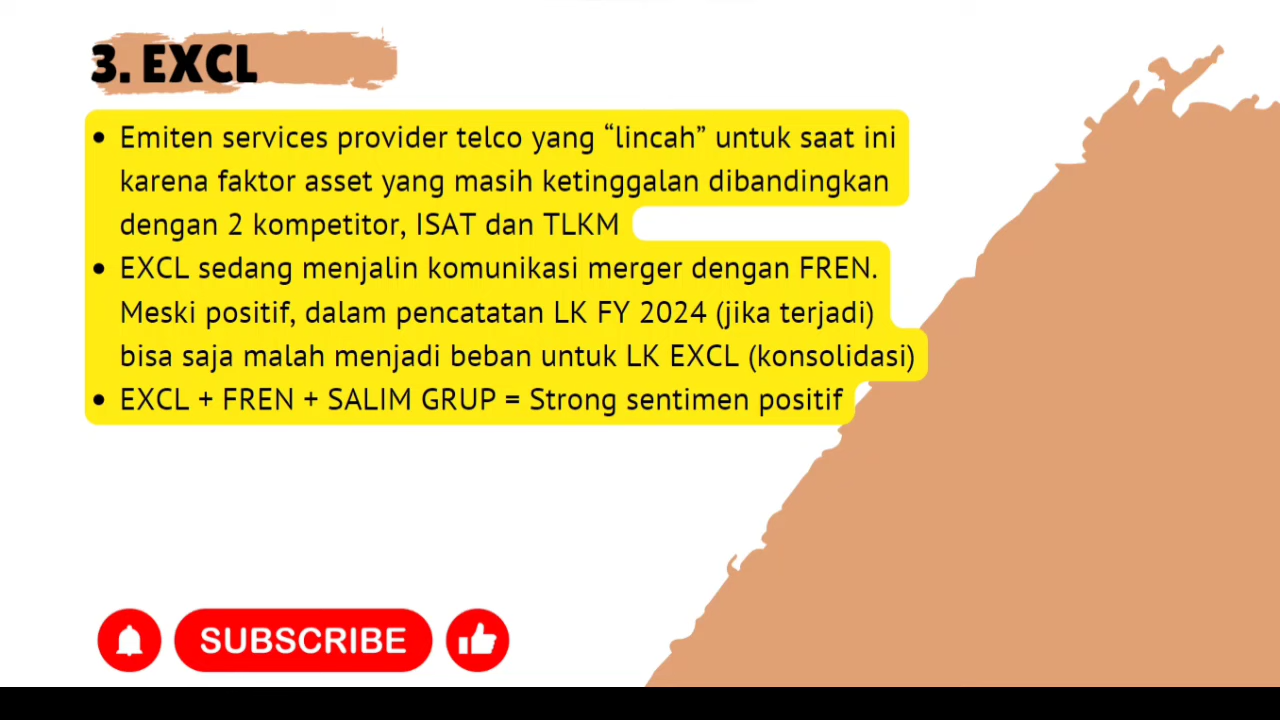 3. EXCL
• Emiten services provider telco yang “lincah” untuk saat ini
karena faktor asset yang masih ketinggalan dibandingkan
dengan 2 kompetitor, ISAT dan TLKM
• EXCL sedang menjalin komunikasi merger dengan FREN.
Meski positif, dalam pencatatan LK FY 2024 (jika terjadi)
bisa saja malah menjadi beban untuk LK EXCL (konsolidasi)
• EXCL + FREN + SALIM GRUP = Strong sentimen positif
SUBSCRIBE